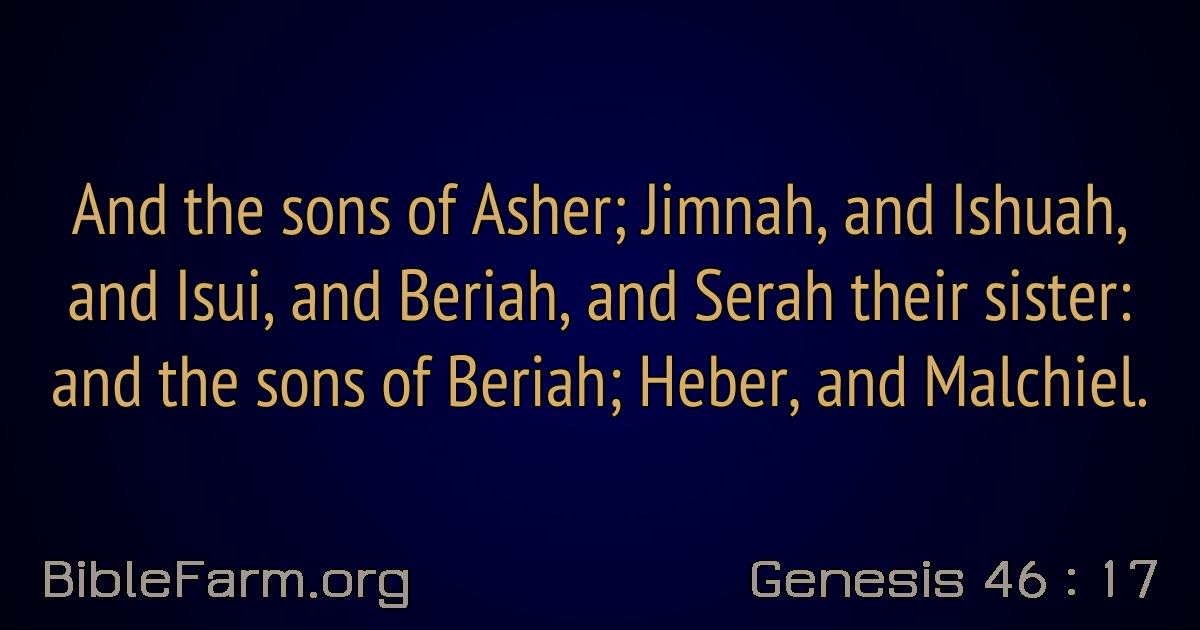 And the sons of Asher; Jimnah, and Ishuah,
and Isui, and Beriah, and Serah their sister:
and the sons of Beriah; Heber, and Malchiel.
BibleFarm.org
Genesis 46 : 17